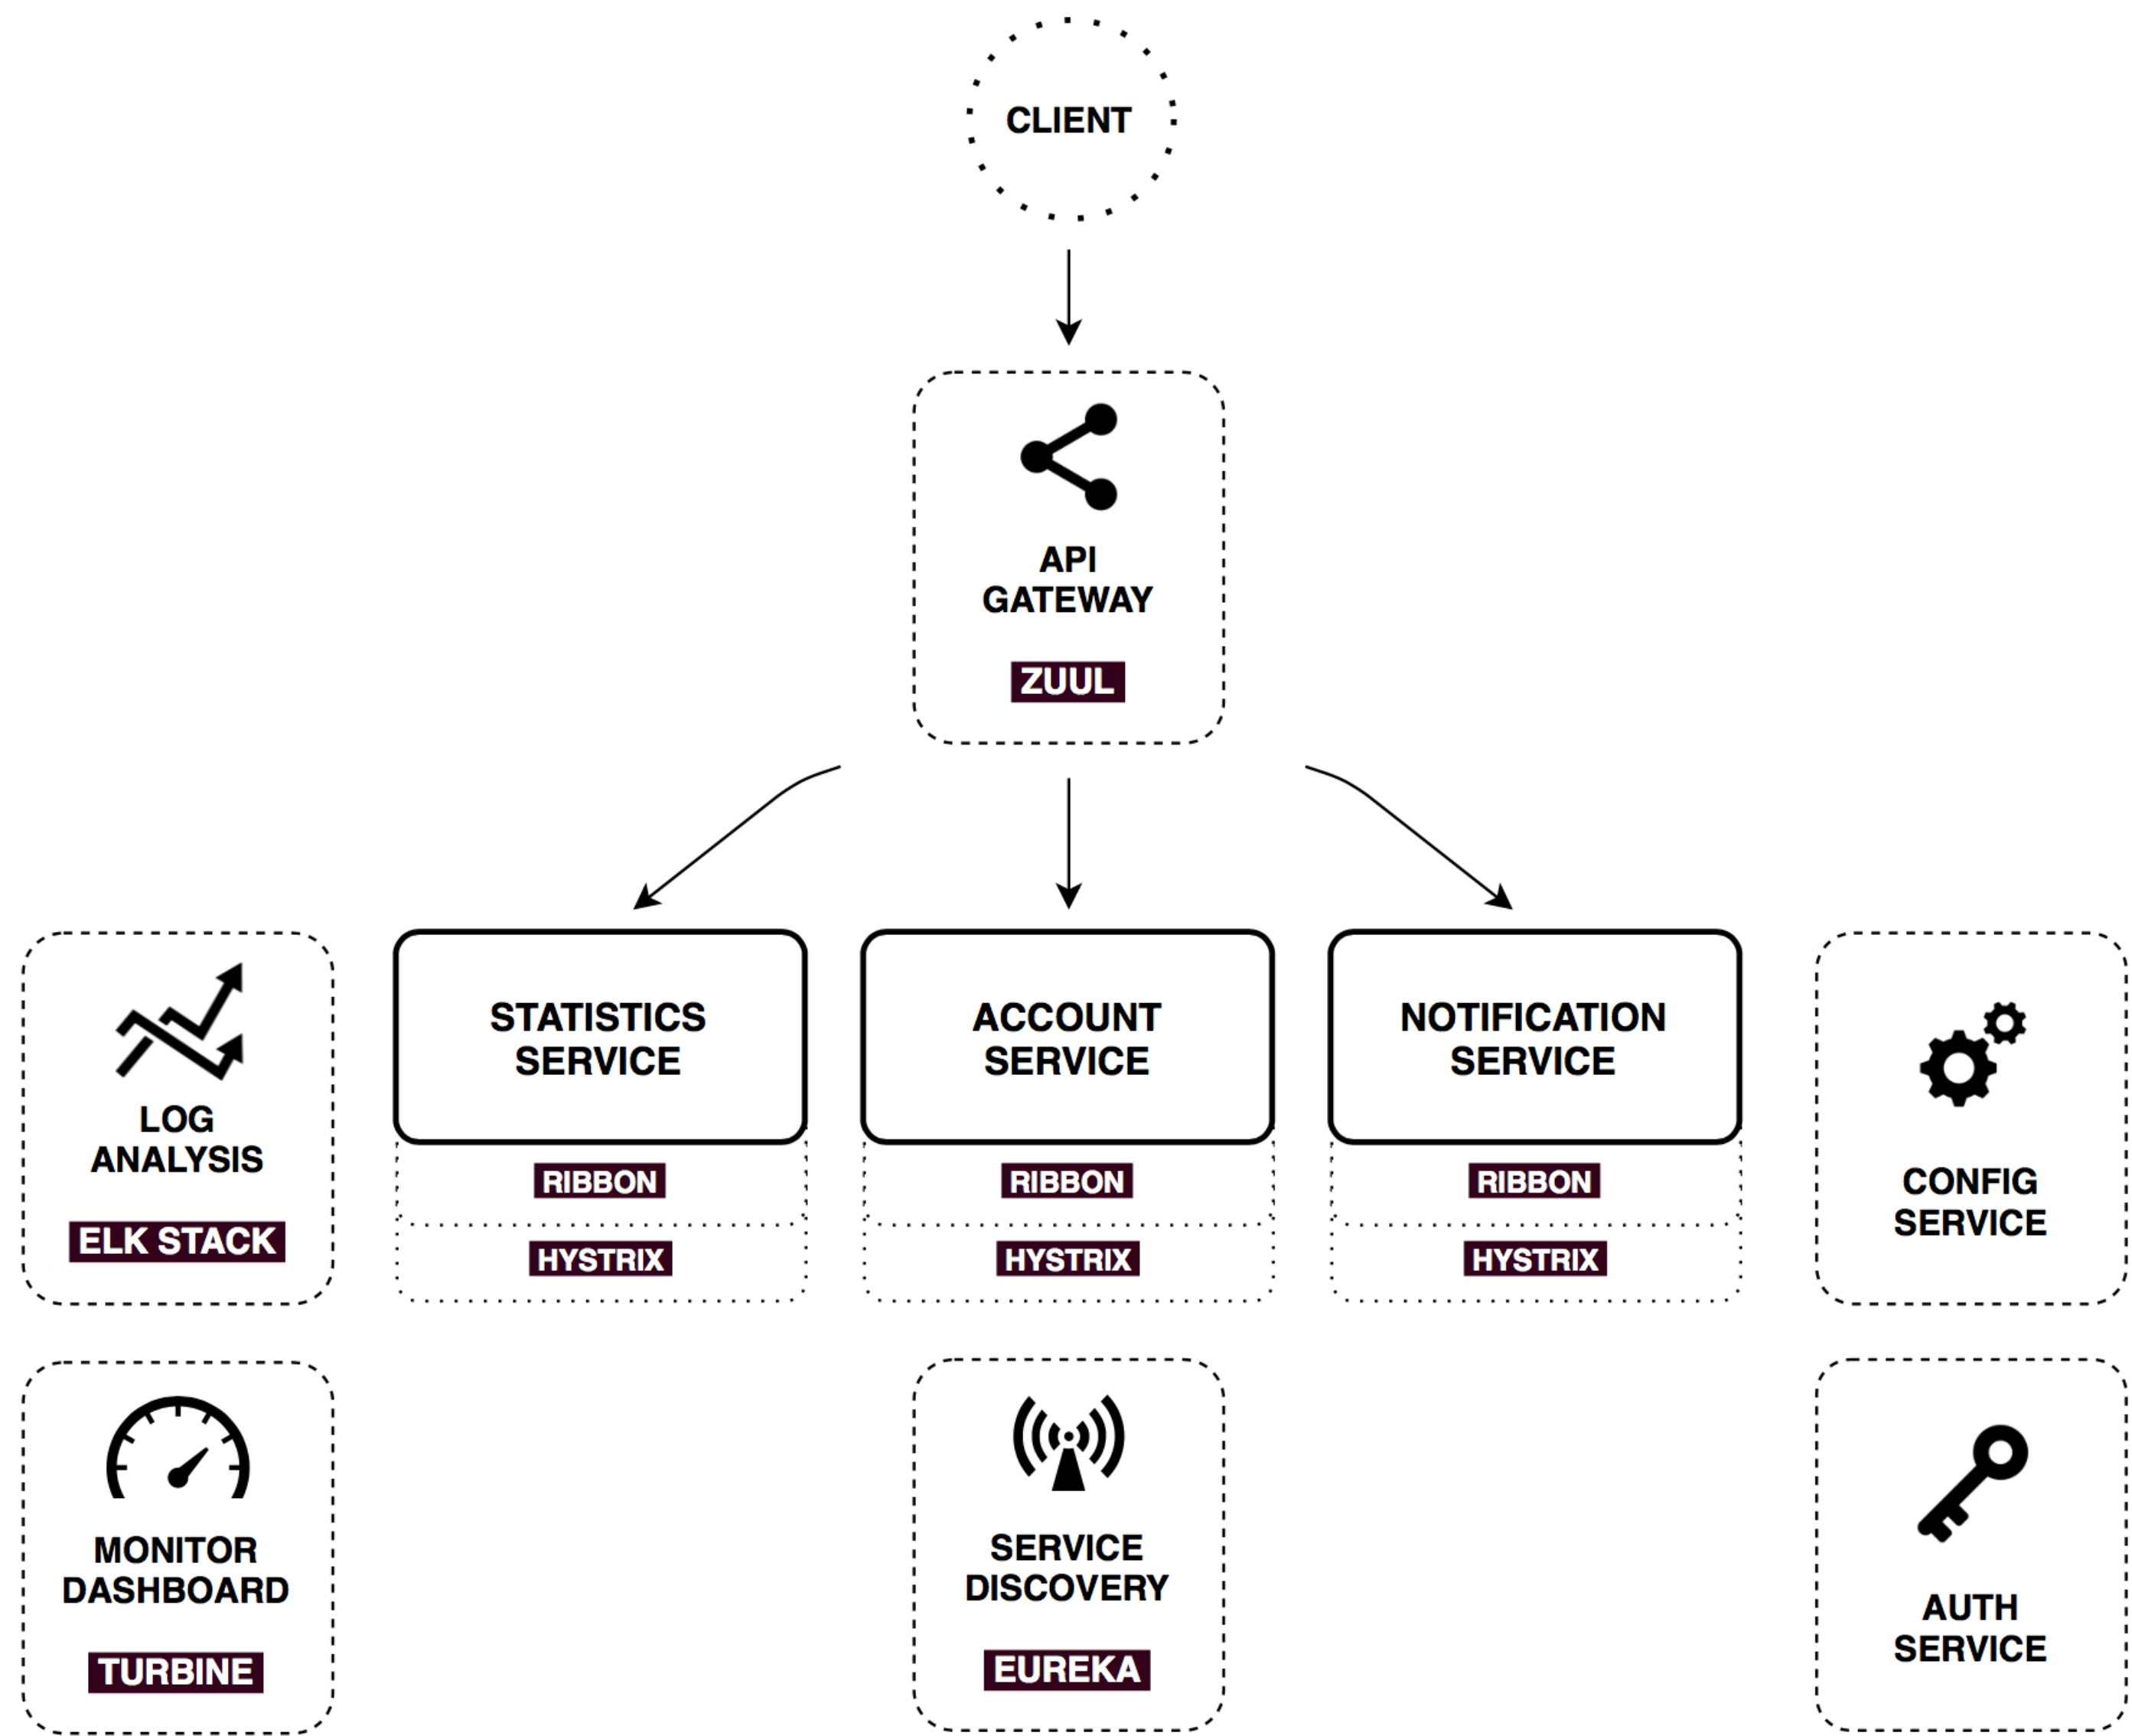 CLIENT
API
GATEWAY
ZUUL
LOG
ANALYSIS
ELK STACK
STATISTICS
SERVICE
RIBBON
HYSTRIX
ACCOUNT
SERVICE
RIBBON
HYSTRIX
NOTIFICATION
SERVICE
RIBBON
HYSTRIX
CONFIG
SERVICE
MONITOR
DASHBOARD
TURBINE
SERVICE
DISCOVERY
EUREKA
AUTH
SERVICE